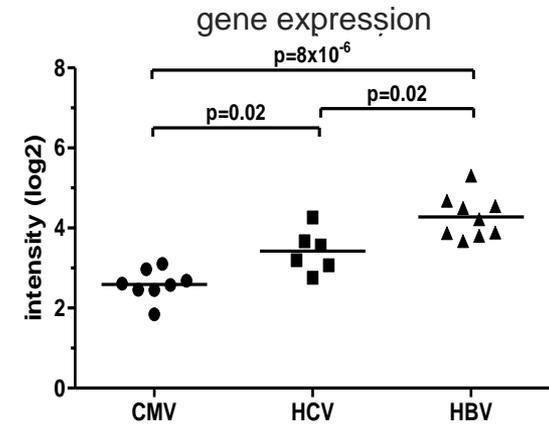 gene expression
p=8x10⁻⁶
p=0.02
p=0.02
intensity (log2)
8
6
4
2
0
CMV HCV HBV